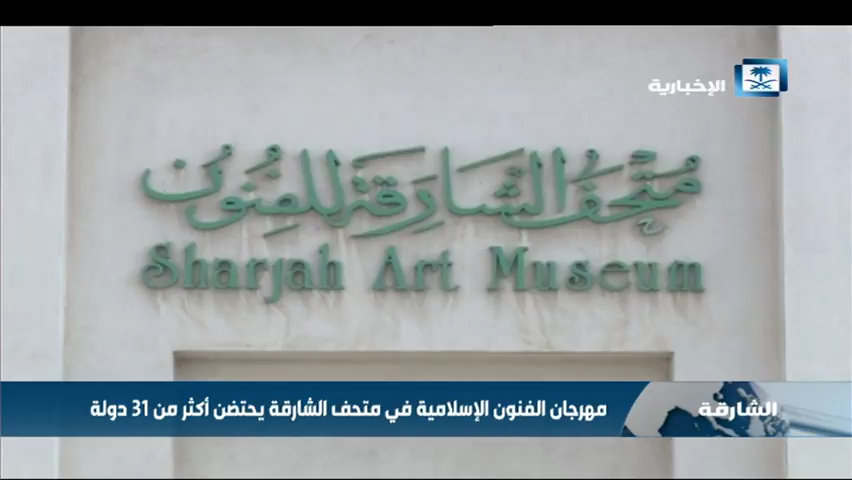 الإخبارية
متحف الشارقة للفنون
Sharjah Art Museum
الشارقة
مهرجان الفنون الإسلامية في متحف الشارقة يحتضن أكثر من 31 دولة